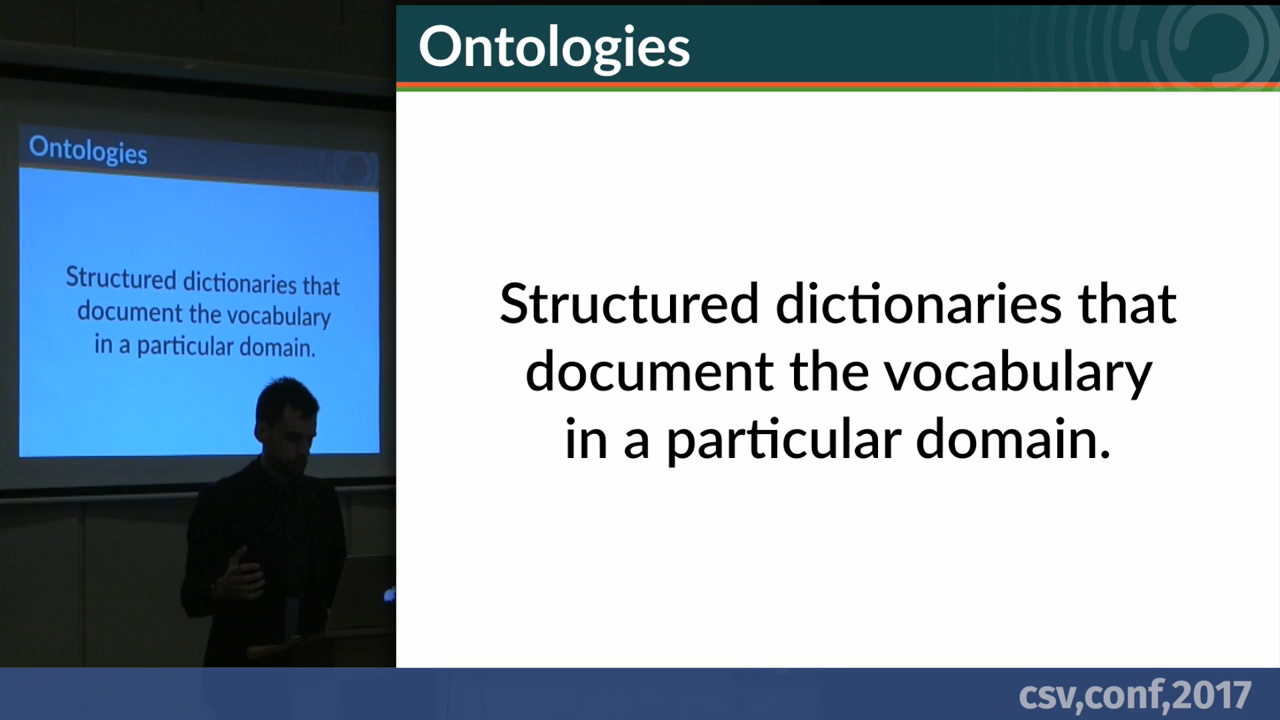 Ontologies
Structured dictionaries that
document the vocabulary
in a particular domain.
Ontologies
Structured dictionaries that
document the vocabulary
in a particular domain.
csv,conf,2017